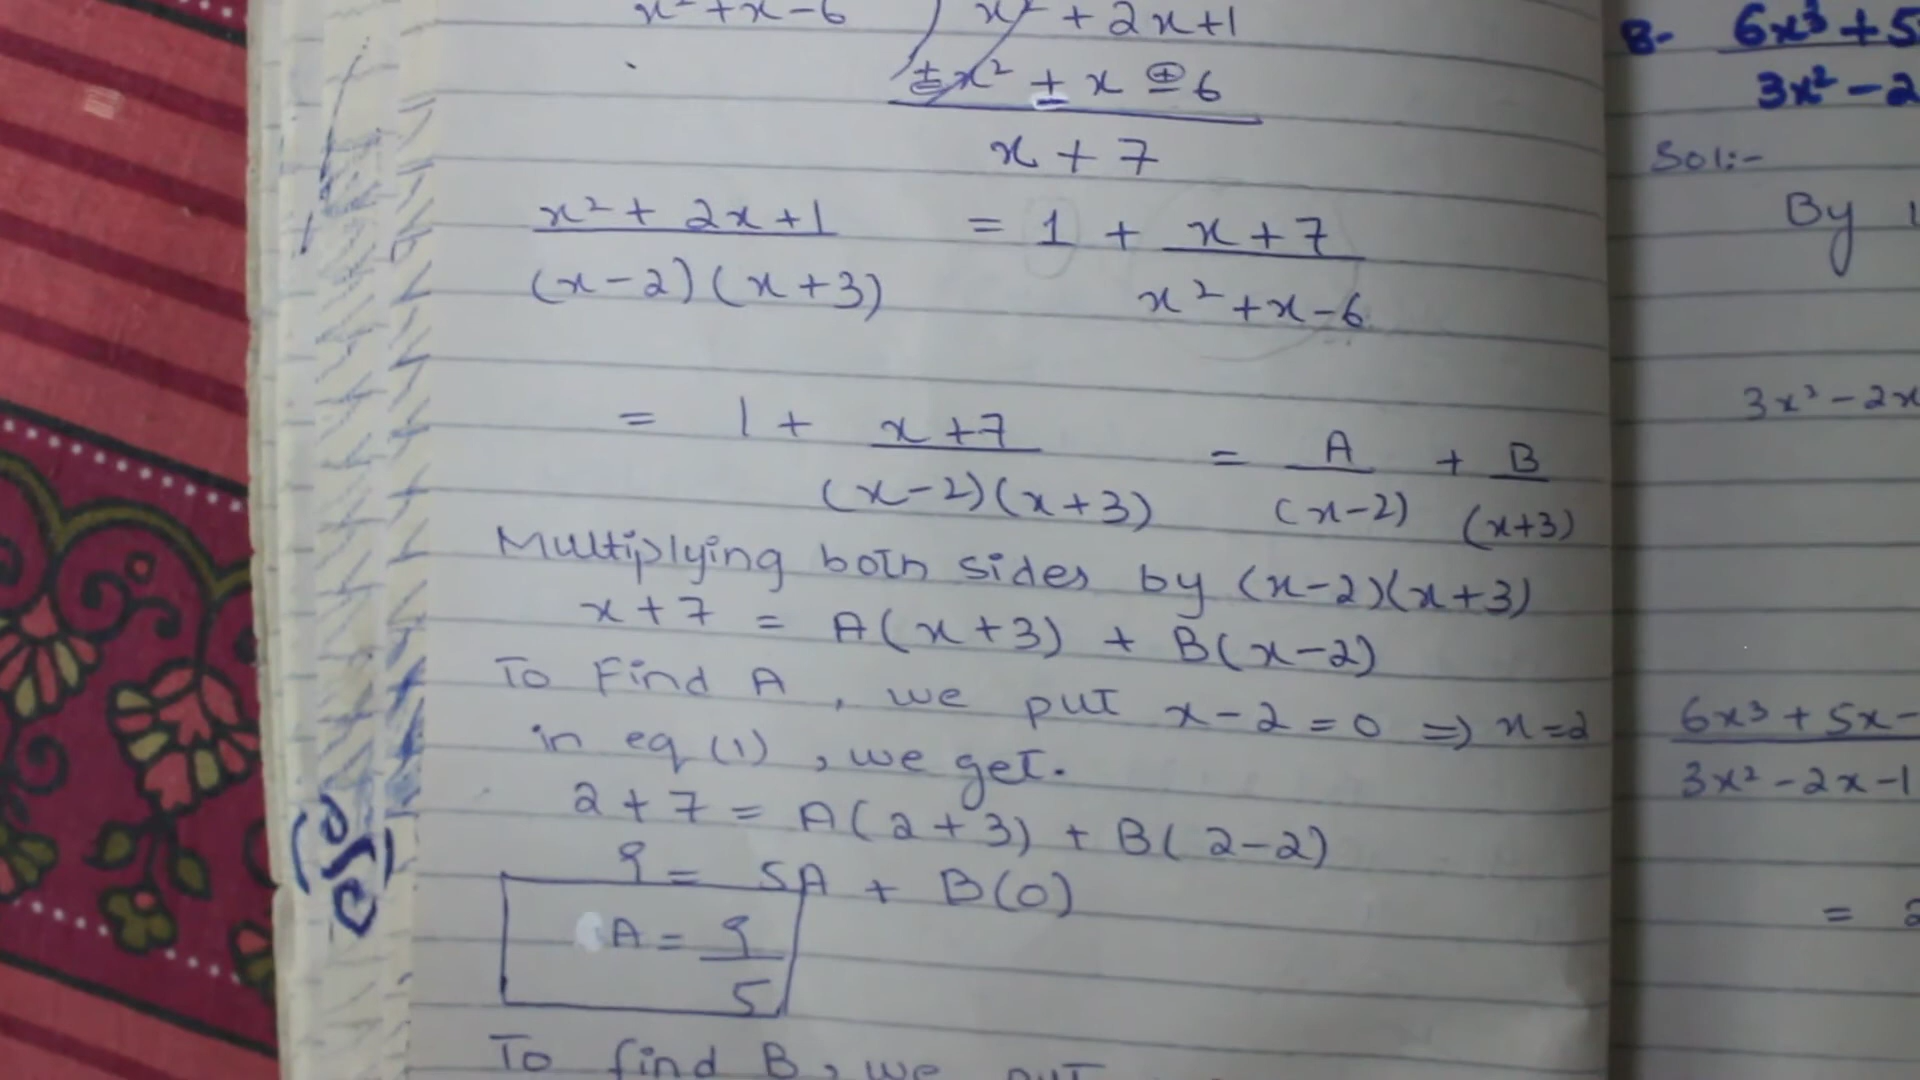 x² + x - 6 ) x² + 2x + 1
± x² ± x ⊕ 6
x + 7
x² + 2x + 1 / (x - 2)(x + 3) = 1 + x + 7 / x² + x - 6
= 1 + x + 7 / (x - 2)(x + 3) = A / (x - 2) + B / (x + 3)
Multiplying both sides by (x - 2)(x + 3)
x + 7 = A(x + 3) + B(x - 2)
To Find A, we put x - 2 = 0 ⇒ x = 2
in eq (1), we get.
2 + 7 = A(2 + 3) + B(2 - 2)
9 = 5A + B(0)
A = 9 / 5
To find B, we put
8- 6x³ + 5
3x² - 2
Sol:-
By
3x² - 2x
6x³ + 5x -
3x² - 2x - 1
= 2